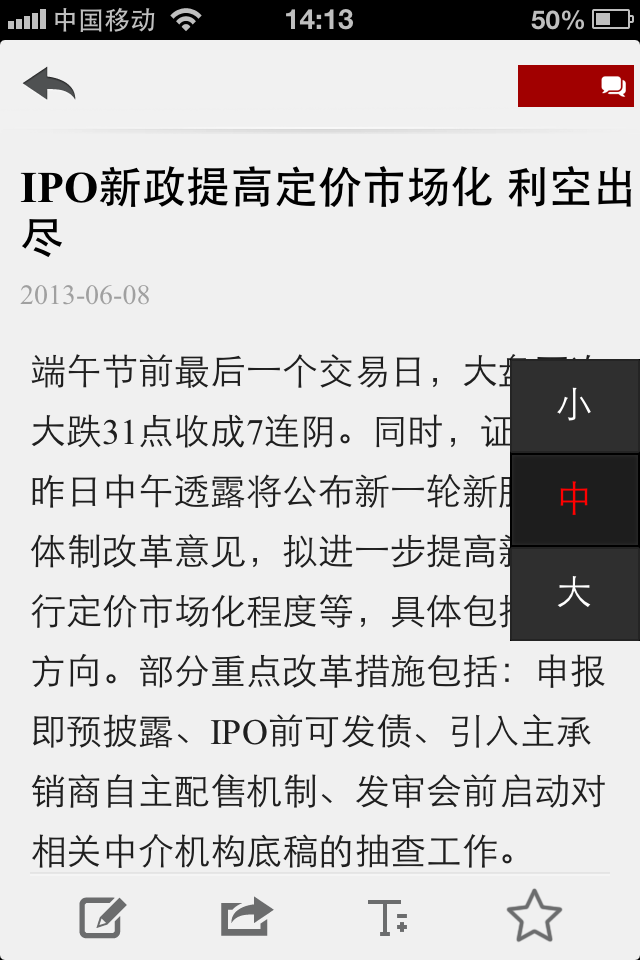 中国移动
14:13
50%
IPO新政提高定价市场化 利空出
尽
2013-06-08
端午节前最后一个交易日，大盘
大跌31点收成7连阴。同时，证
昨日中午透露将公布新一轮新
体制改革意见，拟进一步提高
行定价市场化程度等，具体包
方向。部分重点改革措施包括：申报
即预披露、IPO前可发债、引入主承
销商自主配售机制、发审会前启动对
相关中介机构底稿的抽查工作。
小
中
大